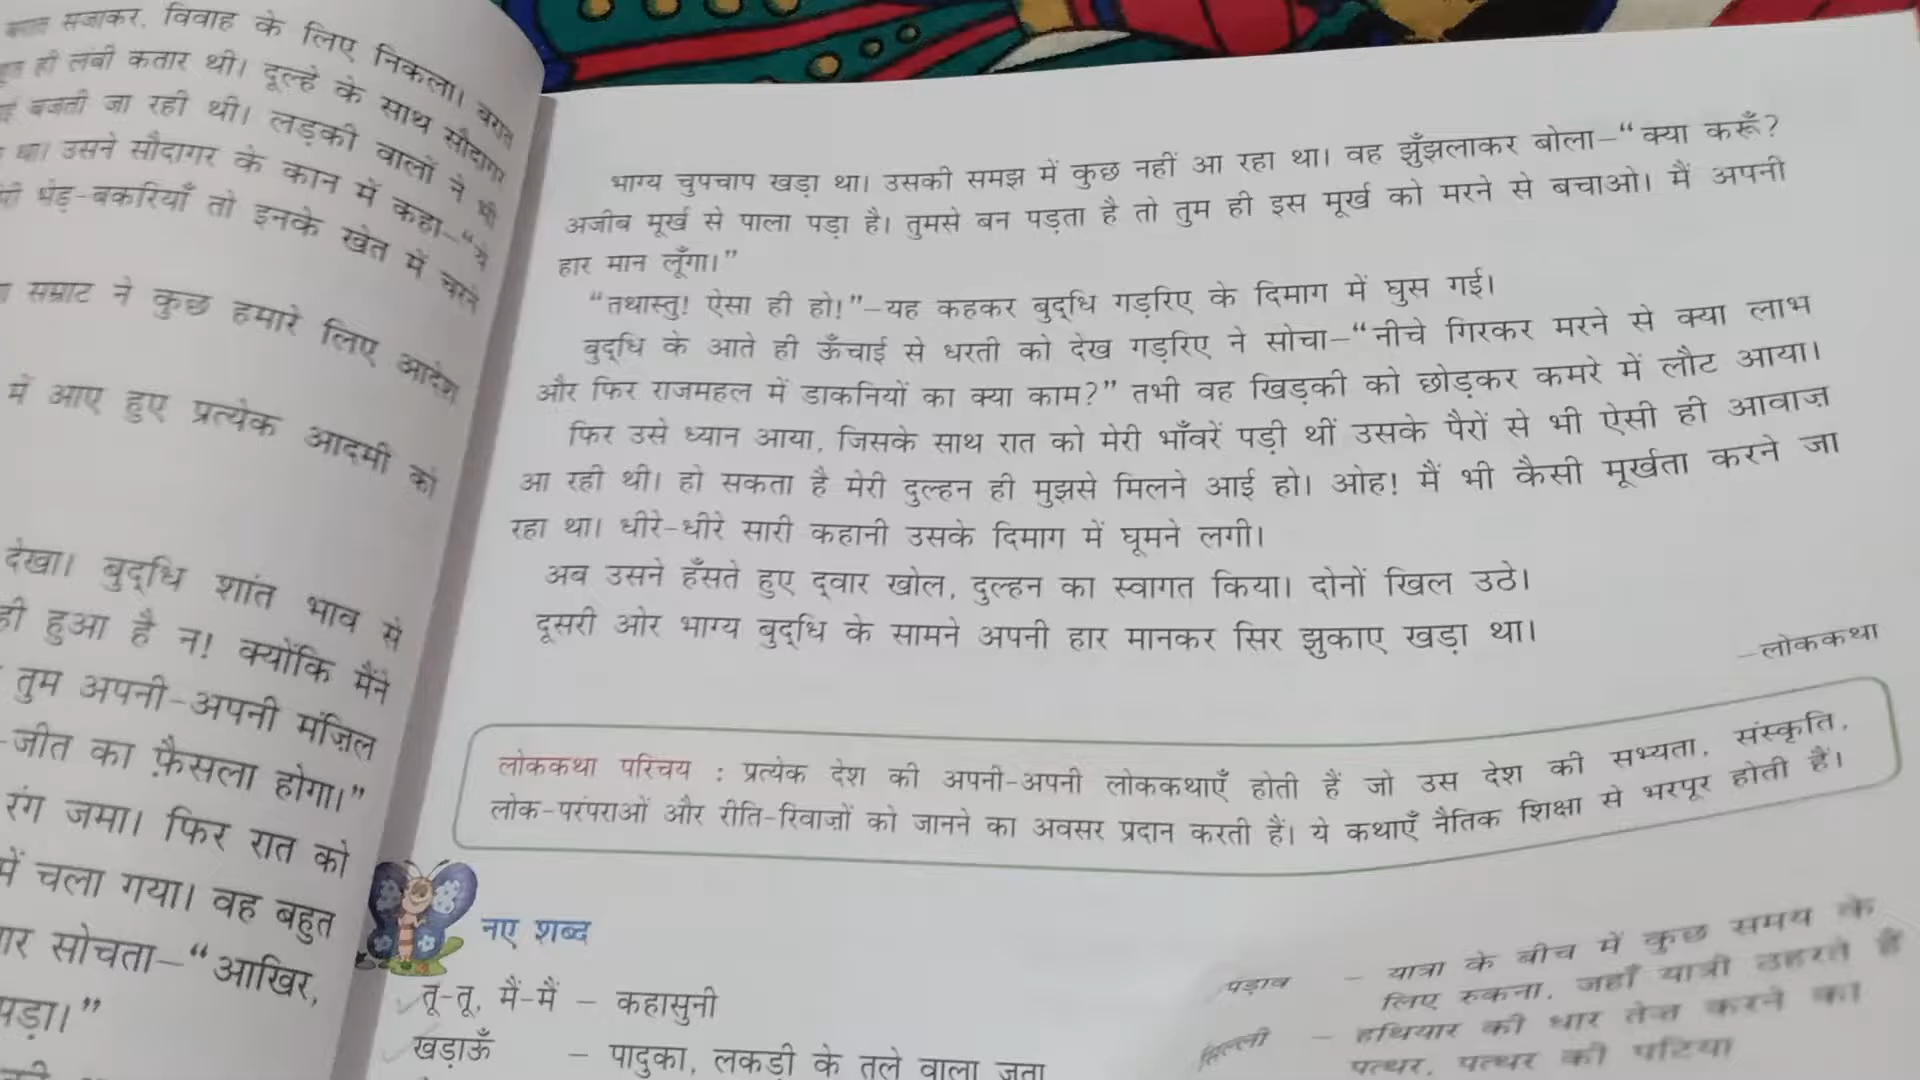 सजाकर, विवाह के लिए निकला। बरात
ही लंबी कतार थी। दूल्हे के साथ सौदागर
बजती जा रही थी। लड़की वालों ने भी
था। उसने सौदागर के कान में कहा–“ये
भेड़-बकरियाँ तो इनके खेत में चरने
सम्राट ने कुछ हमारे लिए आदेश
में आए हुए प्रत्येक आदमी को
देखा। बुद्धि शांत भाव से
ही हुआ है न! क्योंकि मैंने
तुम अपनी-अपनी मंज़िल
-जीत का फ़ैसला होगा।”
रंग जमा। फिर रात को
में चला गया। वह बहुत
सोचता–“आखिर,
पड़ा।”
भाग्य चुपचाप खड़ा था। उसकी समझ में कुछ नहीं आ रहा था। वह झुँझलाकर बोला–“क्या करूँ?
अजीब मूर्ख से पाला पड़ा है। तुमसे बन पड़ता है तो तुम ही इस मूर्ख को मरने से बचाओ। मैं अपनी
हार मान लूँगा।”
“तथास्तु! ऐसा ही हो!”–यह कहकर बुद्धि गड़रिए के दिमाग में घुस गई।
बुद्धि के आते ही ऊँचाई से धरती को देख गड़रिए ने सोचा–“नीचे गिरकर मरने से क्या लाभ
और फिर राजमहल में डाकनियों का क्या काम?” तभी वह खिड़की को छोड़कर कमरे में लौट आया।
फिर उसे ध्यान आया, जिसके साथ रात को मेरी भाँवरें पड़ी थीं उसके पैरों से भी ऐसी ही आवाज़
आ रही थी। हो सकता है मेरी दुल्हन ही मुझसे मिलने आई हो। ओह! मैं भी कैसी मूर्खता करने जा
रहा था। धीरे-धीरे सारी कहानी उसके दिमाग में घूमने लगी।
अब उसने हँसते हुए द्वार खोल, दुल्हन का स्वागत किया। दोनों खिल उठे।
दूसरी ओर भाग्य बुद्धि के सामने अपनी हार मानकर सिर झुकाए खड़ा था।
–लोककथा
लोककथा परिचय : प्रत्येक देश की अपनी-अपनी लोककथाएँ होती हैं जो उस देश की सभ्यता, संस्कृति,
लोक-परंपराओं और रीति-रिवाज़ों को जानने का अवसर प्रदान करती हैं। ये कथाएँ नैतिक शिक्षा से भरपूर होती हैं।
नए शब्द
तू-तू, मैं-मैं – कहासुनी
खड़ाऊँ – पादुका, लकड़ी के तले वाला जूता
पड़ाव – यात्रा के बीच में कुछ समय के
लिए रुकना, जहाँ यात्री ठहरते हैं
सिल्ली – हथियार की धार तेज़ करने का
पत्थर, पत्थर की पटिया